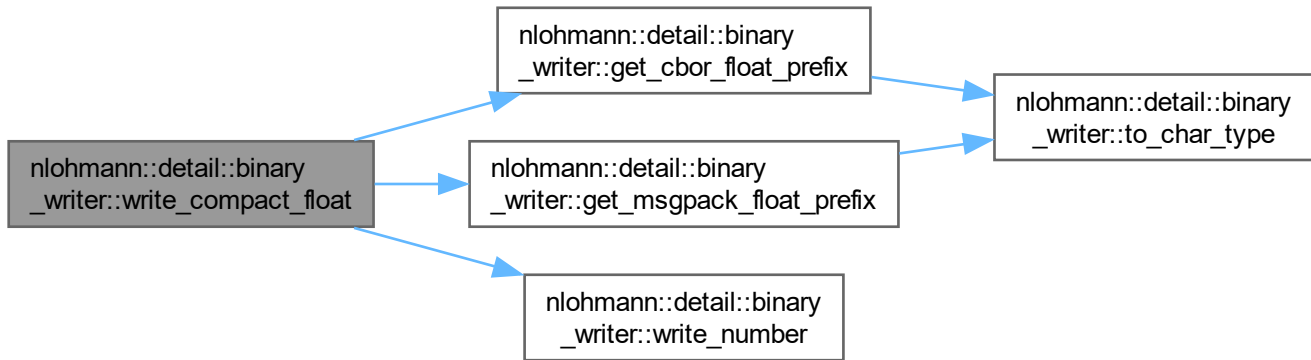 nlohmann::detail::binary
_writer::get_cbor_float_prefix
nlohmann::detail::binary
_writer::to_char_type
nlohmann::detail::binary
_writer::write_compact_float
nlohmann::detail::binary
_writer::get_msgpack_float_prefix
nlohmann::detail::binary
_writer::write_number